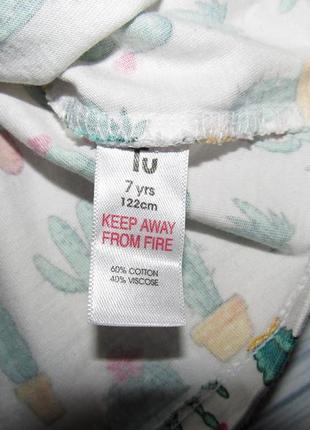 Tu
7 yrs
122cm
KEEP AWAY
FROM FIRE
60% COTTON
40% VISCOSE